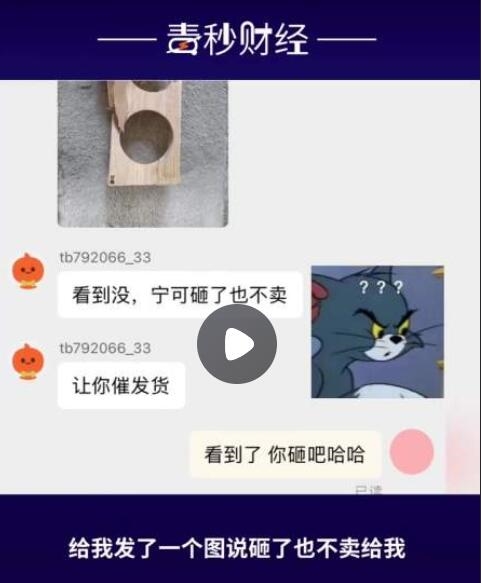 毒秒财经
tb792066_33
看到没，宁可砸了也不卖
？？？
tb792066_33
让你催发货
看到了 你砸吧哈哈
已读
给我发了一个图说砸了也不卖给我